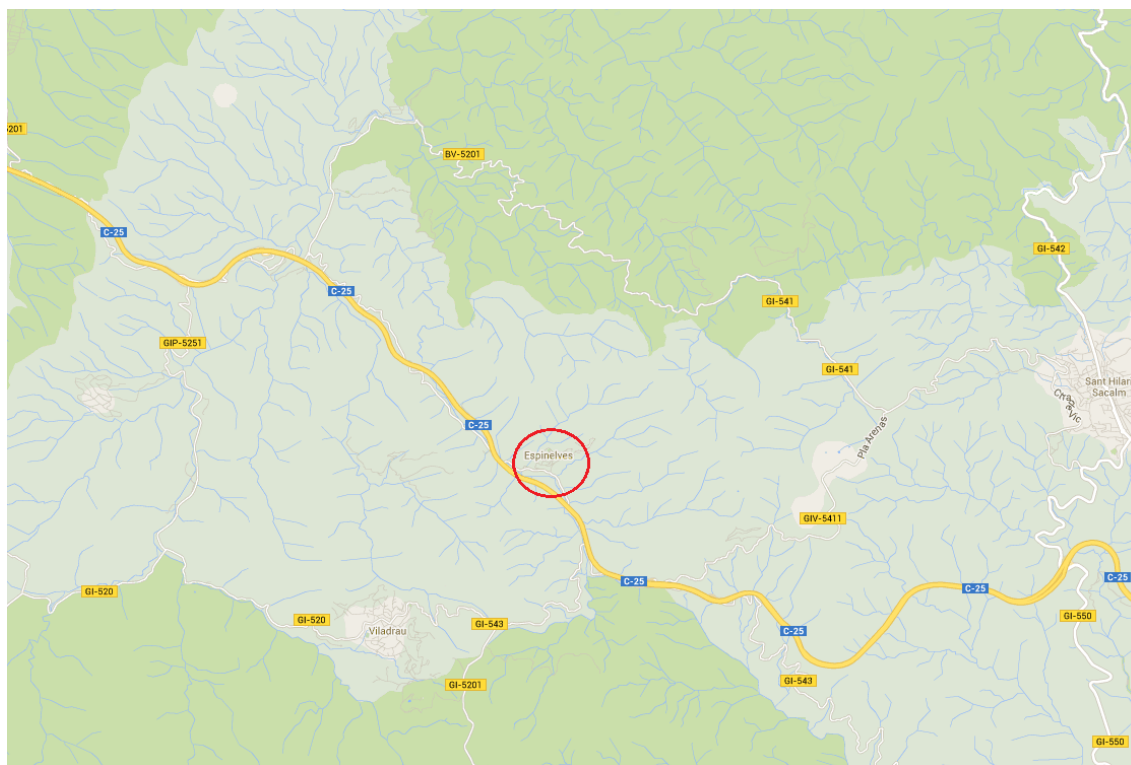 5201
BV-5201
C-25
GI-542
C-25
GI-541
GIP-5251
GI-541
Sant Hilari
Sacalm
C-25
Pla Arenas
Espinelves
GIV-5411
C-25
C-25
C-25
GI-520
GI-520
Viladrau
GI-543
C-25
GI-550
GI-5201
GI-543
GI-550